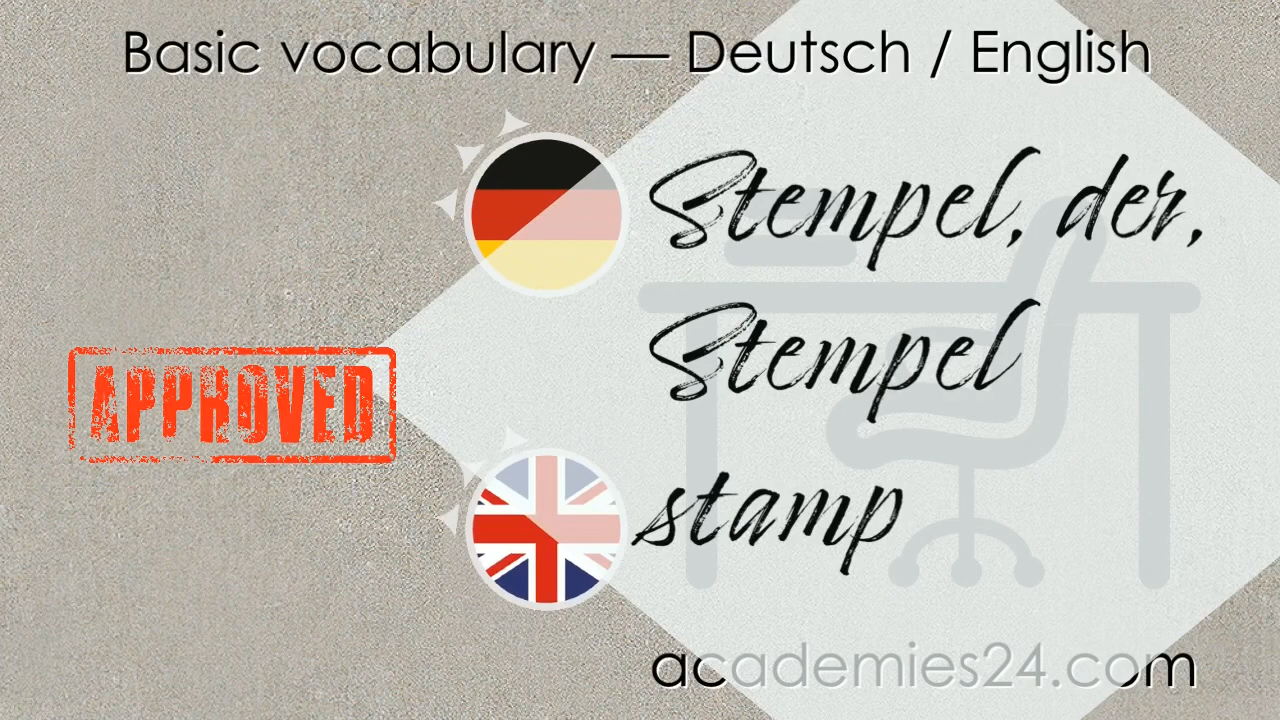 Basic vocabulary — Deutsch / English
Stempel, der,
Stempel
APPROVED
stamp
academies24.com